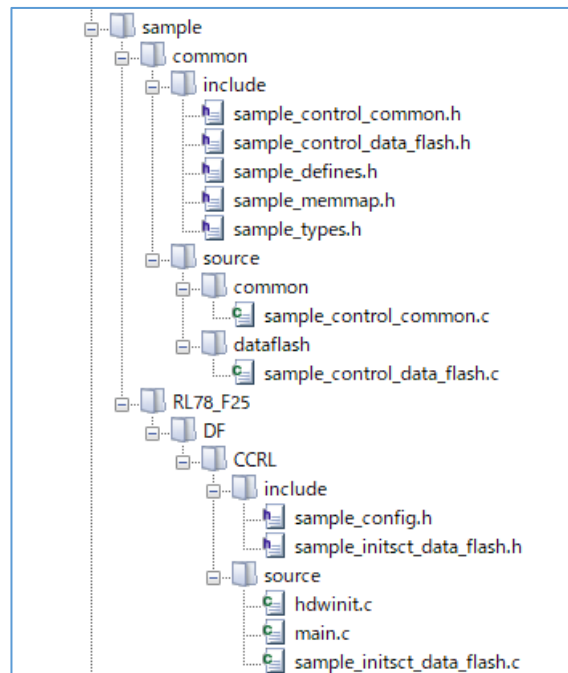 sample
common
include
sample_control_common.h
sample_control_data_flash.h
sample_defines.h
sample_memmap.h
sample_types.h
source
common
sample_control_common.c
dataflash
sample_control_data_flash.c
RL78_F25
DF
CCRL
include
sample_config.h
sample_initsct_data_flash.h
source
hdwinit.c
main.c
sample_initsct_data_flash.c